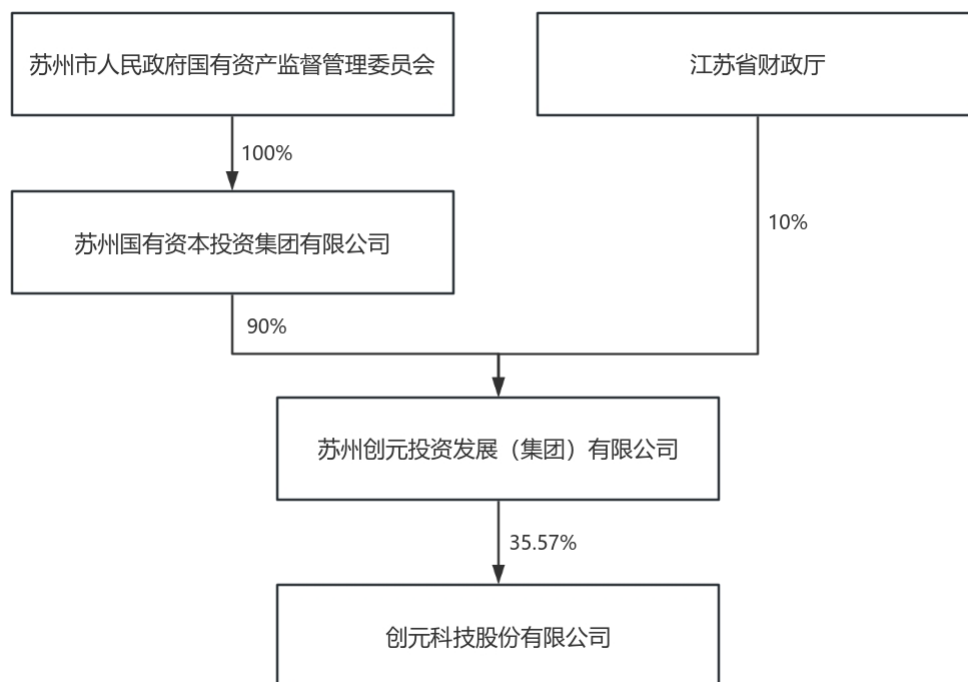 苏州市人民政府国有资产监督管理委员会
江苏省财政厅
100%
苏州国有资本投资集团有限公司
10%
90%
苏州创元投资发展（集团）有限公司
35.57%
创元科技股份有限公司